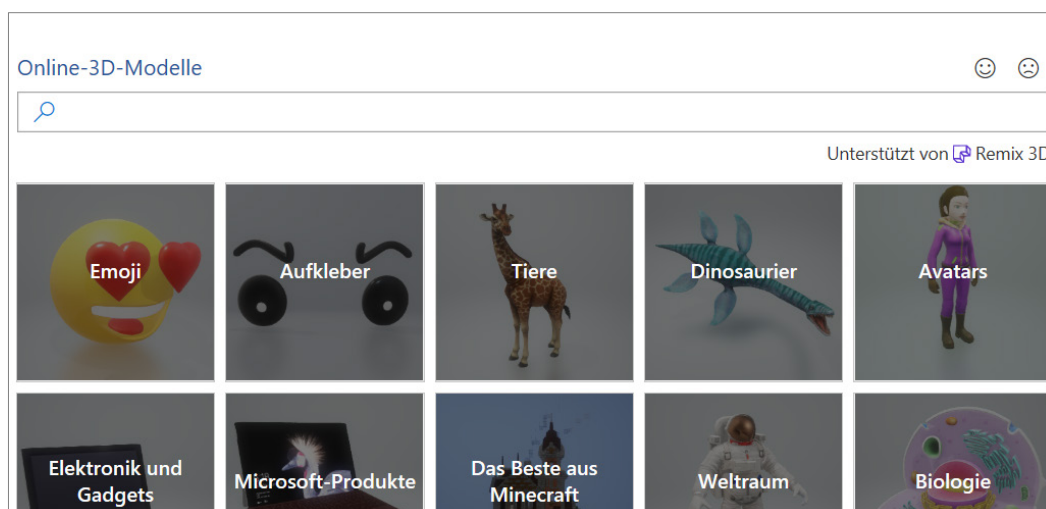 Online-3D-Modelle
Unterstützt von Remix 3D
Emoji
Aufkleber
Tiere
Dinosaurier
Avatars
Elektronik und
Gadgets
Microsoft-Produkte
Das Beste aus
Minecraft
Weltraum
Biologie